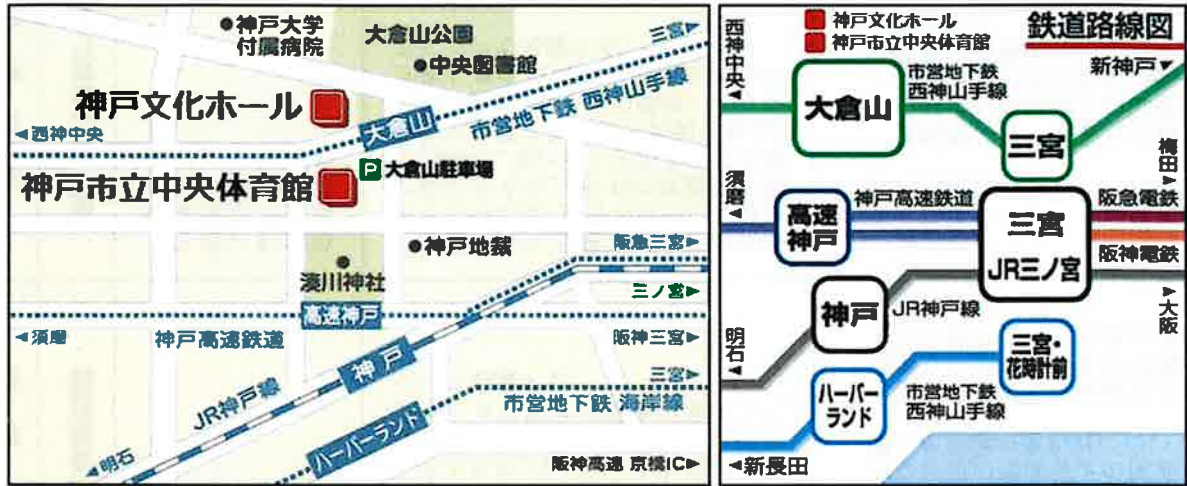 神戸大学
付属病院
大倉山公園
中央図書館
三宮
神戸文化ホール
大倉山
市営地下鉄 西神山手線
西神中央
P 大倉山駐車場
神戸市立中央体育館
神戸地裁
阪急三宮
湊川神社
三ノ宮
高速神戸
須磨
神戸高速鉄道
阪神三宮
神戸
三宮
JR神戸線
市営地下鉄 海岸線
ハーバーランド
明石
阪神高速 京橋IC
神戸文化ホール
神戸市立中央体育館
鉄道路線図
西神中央
新神戸
大倉山
市営地下鉄
西神山手線
三宮
梅田
須磨
神戸高速鉄道
阪急電鉄
高速
神戸
三宮
JR三ノ宮
阪神電鉄
神戸
JR神戸線
大阪
明石
三宮・
花時計前
ハーバー
ランド
市営地下鉄
西神山手線
新長田